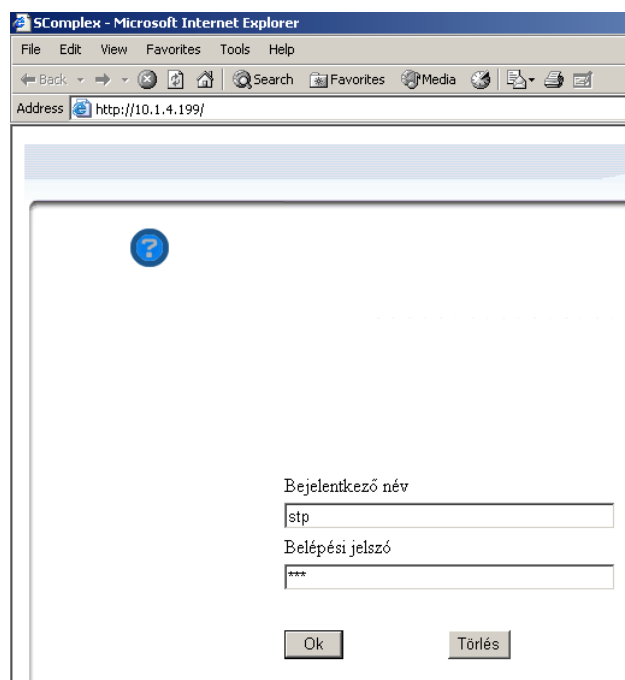 SComplex - Microsoft Internet Explorer
File Edit View Favorites Tools Help
Back Search Favorites Media
Address http://10.1.4.199/
?
Bejelentkező név
stp
Belépési jelszó
***
Ok Törlés